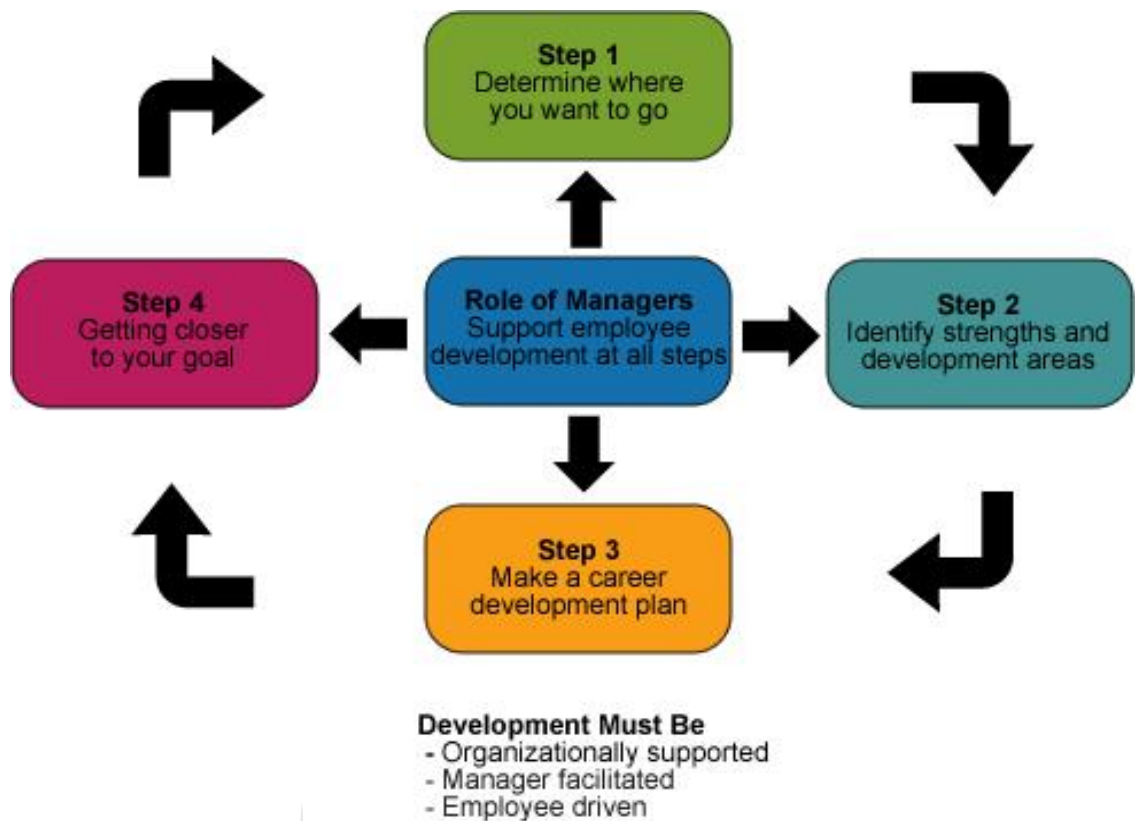 Step 1
Determine where
you want to go
Step 4
Getting closer
to your goal
Role of Managers
Support employee
development at all steps
Step 2
Identify strengths and
development areas
Step 3
Make a career
development plan
Development Must Be
- Organizationally supported
- Manager facilitated
- Employee driven